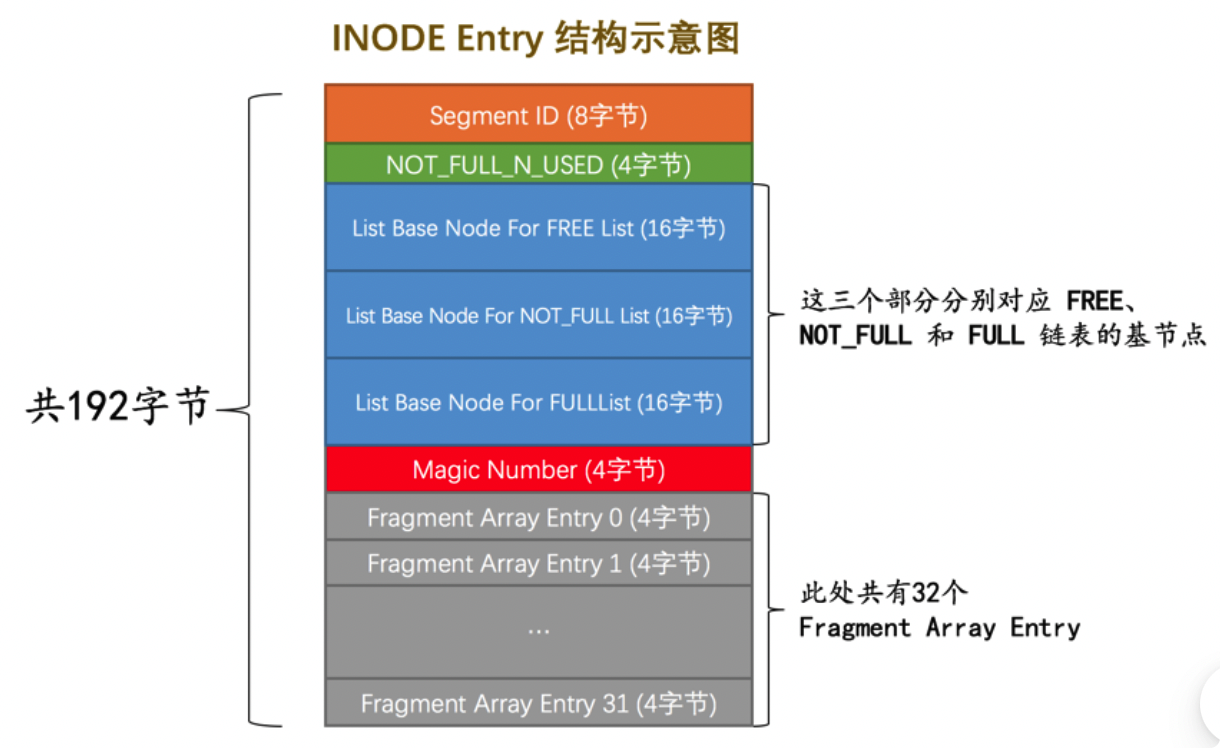 INODE Entry 结构示意图
Segment ID (8字节)
NOT_FULL_N_USED (4字节)
List Base Node For FREE List (16字节)
List Base Node For NOT_FULL List (16字节)
List Base Node For FULLList (16字节)
这三个部分分别对应 FREE、
NOT_FULL 和 FULL 链表的基节点
共192字节
Magic Number (4字节)
Fragment Array Entry 0 (4字节)
Fragment Array Entry 1 (4字节)
...
Fragment Array Entry 31 (4字节)
此处共有32个
Fragment Array Entry